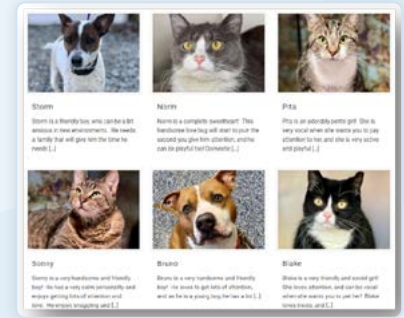 Storm
Storm is a friendly boy, who can be a bit
anxious in new environments. He needs
a family that will give him the time he
needs [...]
Norm
Norm is a complete sweetheart! This
handsome love bug will start to purr the
second you give him attention, and he
can be playful too! Domestic [...]
Pita
Pita is an adorably petite girl! She is
very vocal when she wants you to pay
attention to her, and she is very active
and playful [...]
Sonny
Sonny is a very handsome and friendly
boy! He has a very calm personality and
enjoys getting lots of attention and
love. He enjoys snuggling and [...]
Bruno
Bruno is a very handsome and friendly
boy! He loves to get lots of attention,
and as he is a young boy he has a lot [...]
Blake
Blake is a very friendly and social girl!
She loves attention, and can be vocal
when she wants you to pet her! Blake
loves treats, and [...]